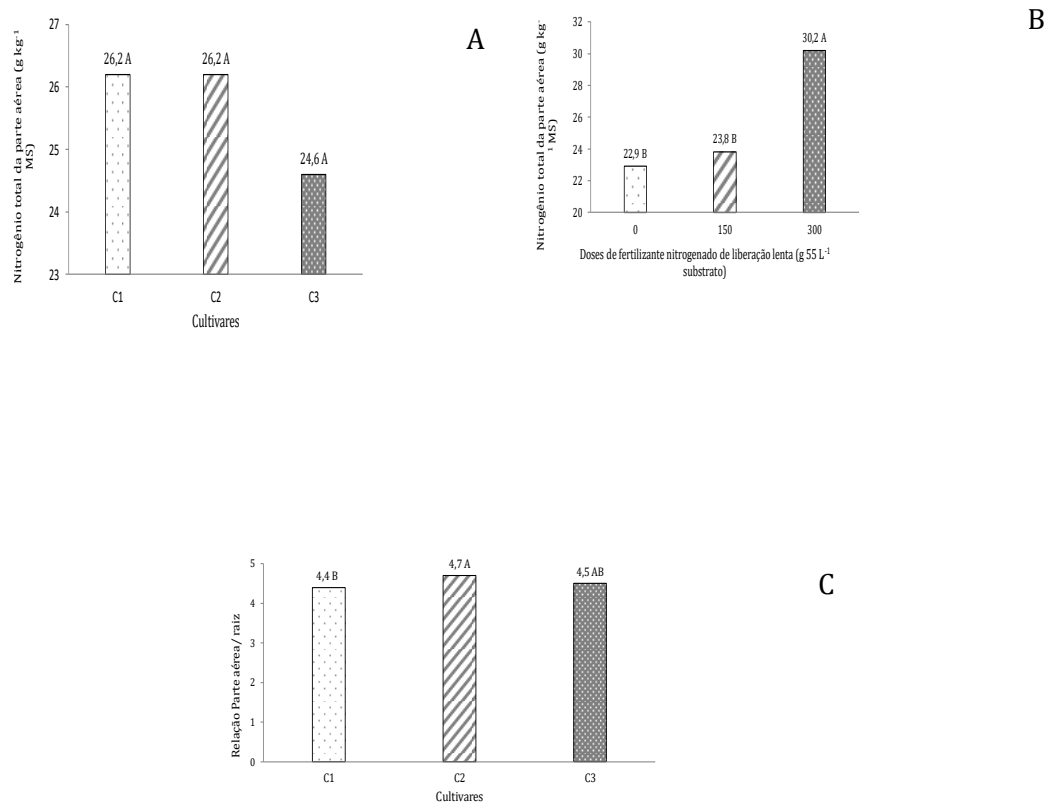 A
Nitrogênio total da parte aérea (g kg⁻¹
MS)
27
26
25
24
23
26,2 A
26,2 A
24,6 A
C1 C2 C3
Cultivares
B
Nitrogênio total da parte aérea (g kg⁻
¹ MS)
32
30
28
26
24
22
20
22,9 B
23,8 B
30,2 A
0 150 300
Doses de fertilizante nitrogenado de liberação lenta (g 55 L⁻¹
substrato)
C
Relação Parte aérea/ raiz
5
4
3
2
1
0
4,4 B
4,7 A
4,5 AB
C1 C2 C3
Cultivares